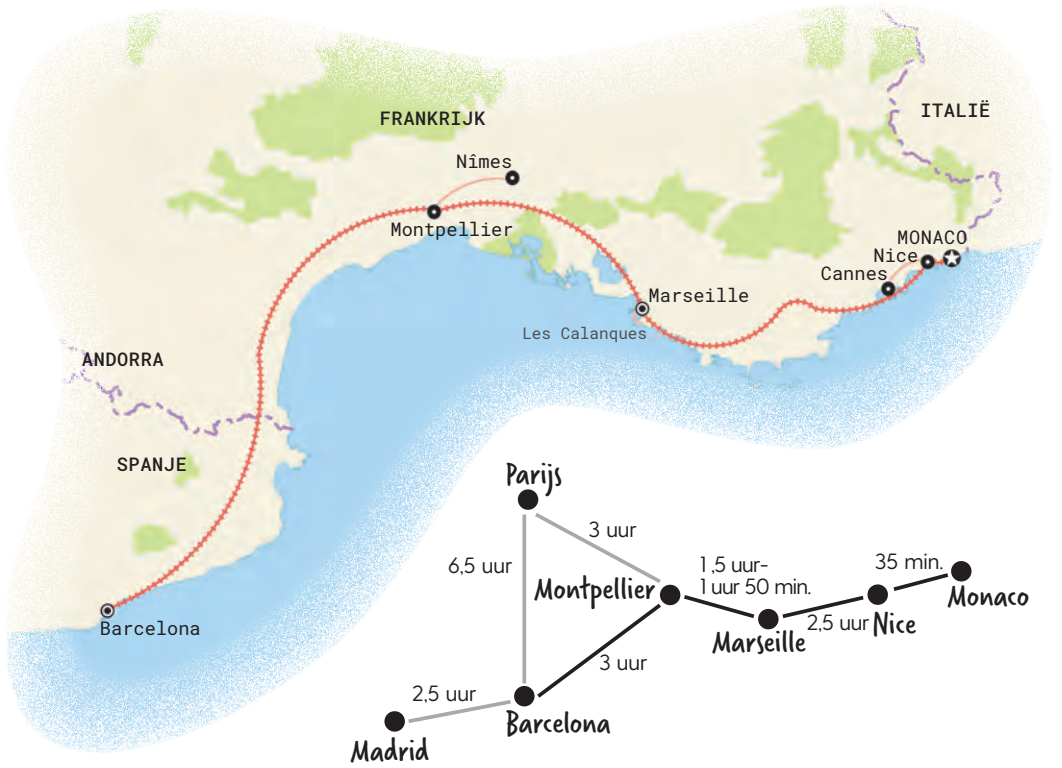 FRANKRIJK
ITALIË
Nîmes
Montpellier
MONACO
Nice
Cannes
Marseille
Les Calanques
ANDORRA
SPANJE
Barcelona
Parijs
3 uur
6,5 uur
1,5 uur-
1 uur 50 min.
35 min.
Montpellier
Monaco
Marseille
2,5 uur
Nice
3 uur
2,5 uur
Barcelona
Madrid